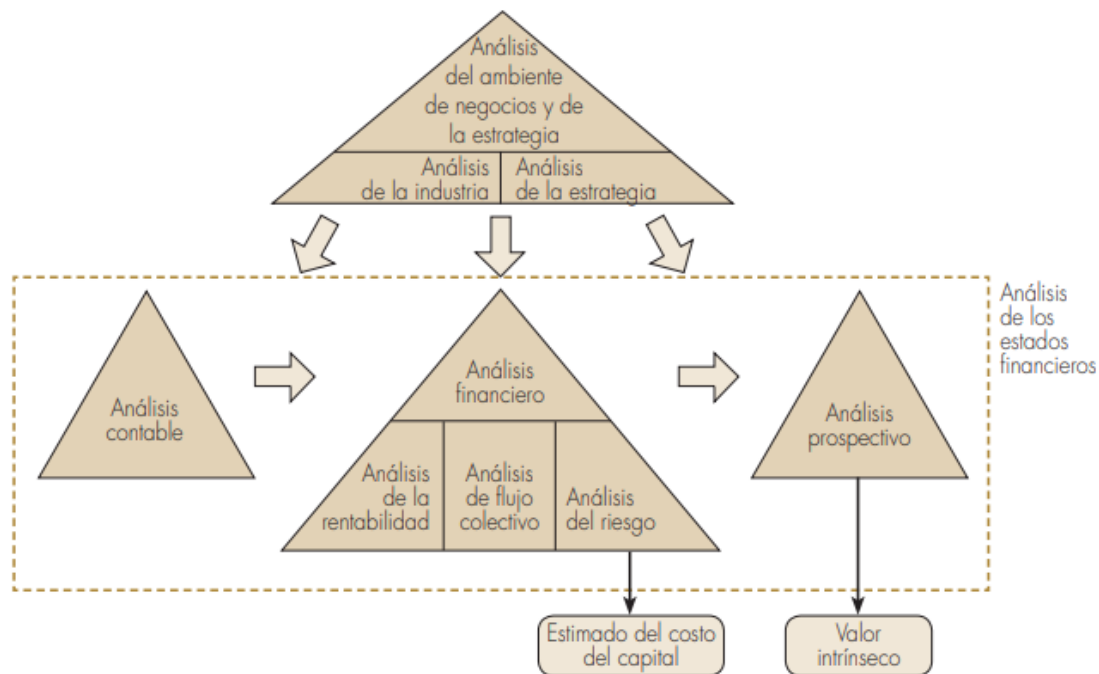 Análisis
del ambiente
de negocios y de
la estrategia
Análisis
de la industria
Análisis
de la estrategia
Análisis
de los
estados
financieros
Análisis
contable
Análisis
financiero
Análisis
de la
rentabilidad
Análisis
de flujo
colectivo
Análisis
del riesgo
Análisis
prospectivo
Estimado del costo
del capital
Valor
intrínseco